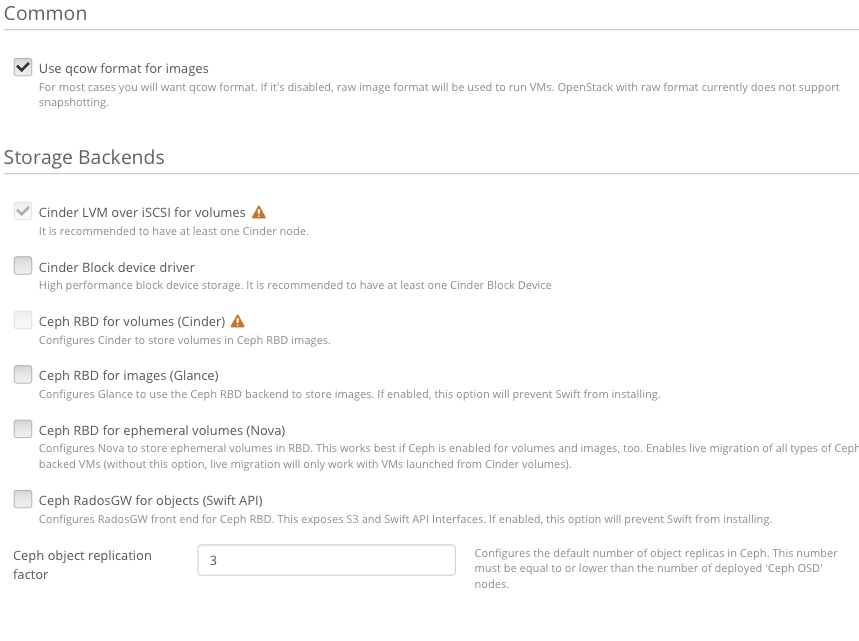 Common
Use qcow format for images
For most cases you will want qcow format. If it's disabled, raw image format will be used to run VMs. OpenStack with raw format currently does not support
snapshotting.
Storage Backends
Cinder LVM over iSCSI for volumes
It is recommended to have at least one Cinder node.
Cinder Block device driver
High performance block device storage. It is recommended to have at least one Cinder Block Device
Ceph RBD for volumes (Cinder)
Configures Cinder to store volumes in Ceph RBD images.
Ceph RBD for images (Glance)
Configures Glance to use the Ceph RBD backend to store images. If enabled, this option will prevent Swift from installing.
Ceph RBD for ephemeral volumes (Nova)
Configures Nova to store ephemeral volumes in RBD. This works best if Ceph is enabled for volumes and images, too. Enables live migration of all types of Ceph
backed VMs (without this option, live migration will only work with VMs launched from Cinder volumes).
Ceph RadosGW for objects (Swift API)
Configures RadosGW front end for Ceph RBD. This exposes S3 and Swift API Interfaces. If enabled, this option will prevent Swift from installing.
Ceph object replication
factor
3
Configures the default number of object replicas in Ceph. This number
must be equal to or lower than the number of deployed 'Ceph OSD'
nodes.